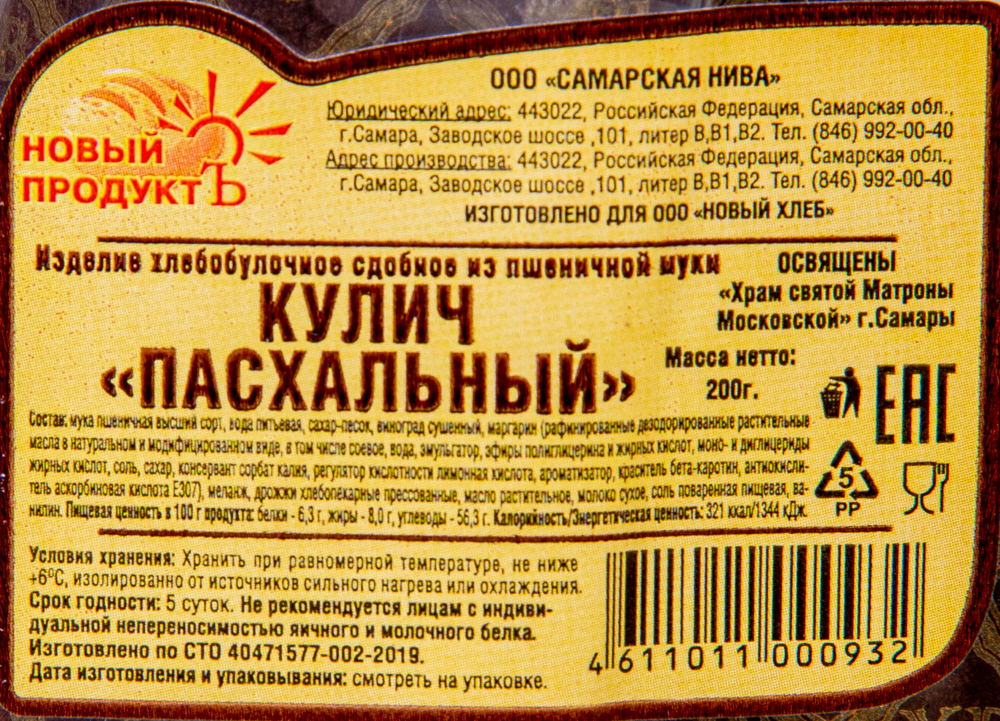 НОВЫЙ
ПРОДУКТЪ
ООО «САМАРСКАЯ НИВА»
Юридический адрес: 443022, Российская Федерация, Самарская обл.,
г.Самара, Заводское шоссе ,101, литер В,В1,В2. Тел. (846) 992-00-40
Адрес производства: 443022, Российская Федерация, Самарская обл.,
г.Самара, Заводское шоссе ,101, литер В,В1,В2. Тел. (846) 992-00-40
ИЗГОТОВЛЕНО ДЛЯ ООО «НОВЫЙ ХЛЕБ»
Изделие хлебобулочное сдобное из пшеничной муки
КУЛИЧ
«ПАСХАЛЬНЫЙ»
ОСВЯЩЕНЫ
«Храм святой Матроны
Московской» г.Самары
Масса нетто:
200г.
EAC
Состав: мука пшеничная высший сорт, вода питьевая, сахар-песок, виноград сушенный, маргарин (рафинированные дезодорированные растительные
масла в натуральном и модифицированном виде, в том числе соевое, вода, эмульгатор, эфиры полиглицерина и жирных кислот, моно- и диглицериды
жирных кислот, соль, сахар, консервант сорбат калия, регулятор кислотности лимонная кислота, ароматизатор, краситель бета-каротин, антиокисли-
тель аскорбиновая кислота Е307), меланж, дрожжи хлебопекарные прессованные, масло растительное, молоко сухое, соль поваренная пищевая, ва-
нилин. Пищевая ценность в 100 г продукта: белки - 6,3 г, жиры - 8,0 г, углеводы - 56,3 г. Калорийность/Энергетическая ценность: 321 ккал/1344 кДж.
5
PP
Условия хранения: Хранить при равномерной температуре, не ниже
+6°С, изолированно от источников сильного нагрева или охлаждения.
Срок годности: 5 суток. Не рекомендуется лицам с индиви-
дуальной непереносимостью яичного и молочного белка.
Изготовлено по СТО 40471577-002-2019.
Дата изготовления и упаковывания: смотреть на упаковке.
4 611011 000932